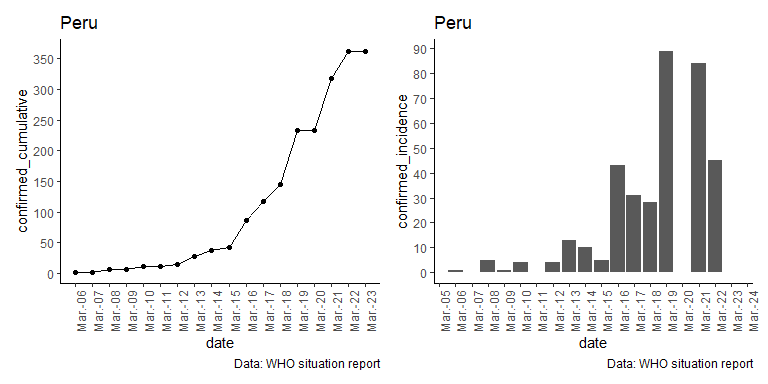 Peru
confirmed_cumulative
350
300
250
200
150
100
50
0
Mar.-06
Mar.-07
Mar.-08
Mar.-09
Mar.-10
Mar.-11
Mar.-12
Mar.-13
Mar.-14
Mar.-15
Mar.-16
Mar.-17
Mar.-18
Mar.-19
Mar.-20
Mar.-21
Mar.-22
Mar.-23
date
Data: WHO situation report
Peru
confirmed_incidence
90
80
70
60
50
40
30
20
10
0
Mar.-05
Mar.-06
Mar.-07
Mar.-08
Mar.-09
Mar.-10
Mar.-11
Mar.-12
Mar.-13
Mar.-14
Mar.-15
Mar.-16
Mar.-17
Mar.-18
Mar.-19
Mar.-20
Mar.-21
Mar.-22
Mar.-23
Mar.-24
date
Data: WHO situation report